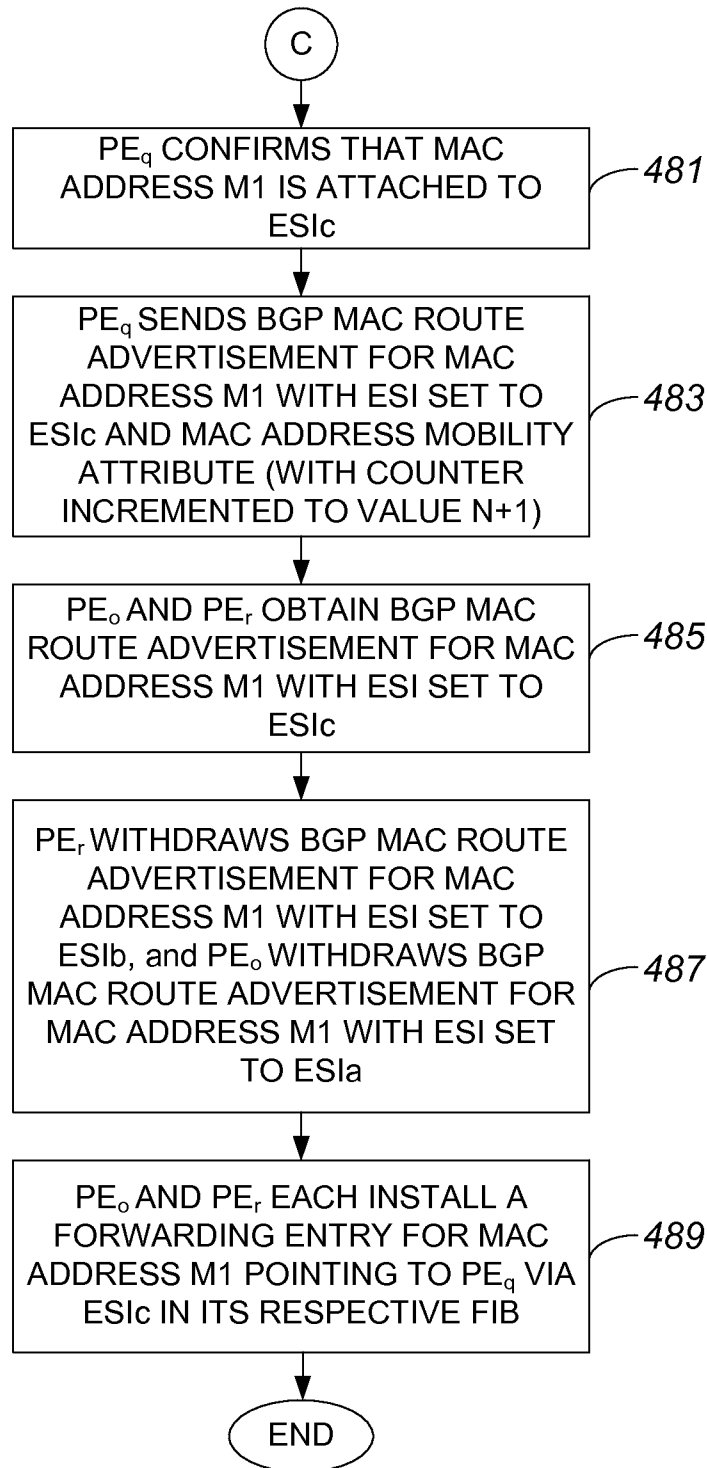 C
PEq CONFIRMS THAT MAC
ADDRESS M1 IS ATTACHED TO
ESIc
481
PEq SENDS BGP MAC ROUTE
ADVERTISEMENT FOR MAC
ADDRESS M1 WITH ESI SET TO
ESIc AND MAC ADDRESS MOBILITY
ATTRIBUTE (WITH COUNTER
INCREMENTED TO VALUE N+1)
483
PEo AND PEr OBTAIN BGP MAC
ROUTE ADVERTISEMENT FOR MAC
ADDRESS M1 WITH ESI SET TO
ESIc
485
PEr WITHDRAWS BGP MAC ROUTE
ADVERTISEMENT FOR MAC
ADDRESS M1 WITH ESI SET TO
ESIb, and PEo WITHDRAWS BGP
MAC ROUTE ADVERTISEMENT FOR
MAC ADDRESS M1 WITH ESI SET
TO ESIa
487
PEo AND PEr EACH INSTALL A
FORWARDING ENTRY FOR MAC
ADDRESS M1 POINTING TO PEq VIA
ESIc IN ITS RESPECTIVE FIB
489
END